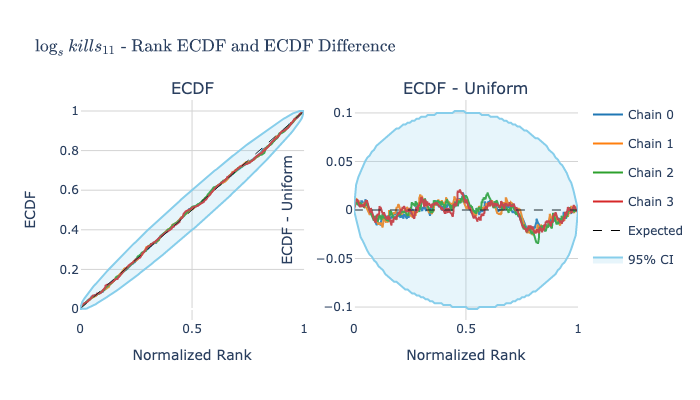 log_s kills_11 - Rank ECDF and ECDF Difference
ECDF
ECDF - Uniform
ECDF
1
0.8
0.6
0.4
0.2
0
0
0.5
1
Normalized Rank
ECDF - Uniform
0.1
0.05
0
−0.05
−0.1
0
0.5
1
Normalized Rank
Chain 0
Chain 1
Chain 2
Chain 3
Expected
95% CI